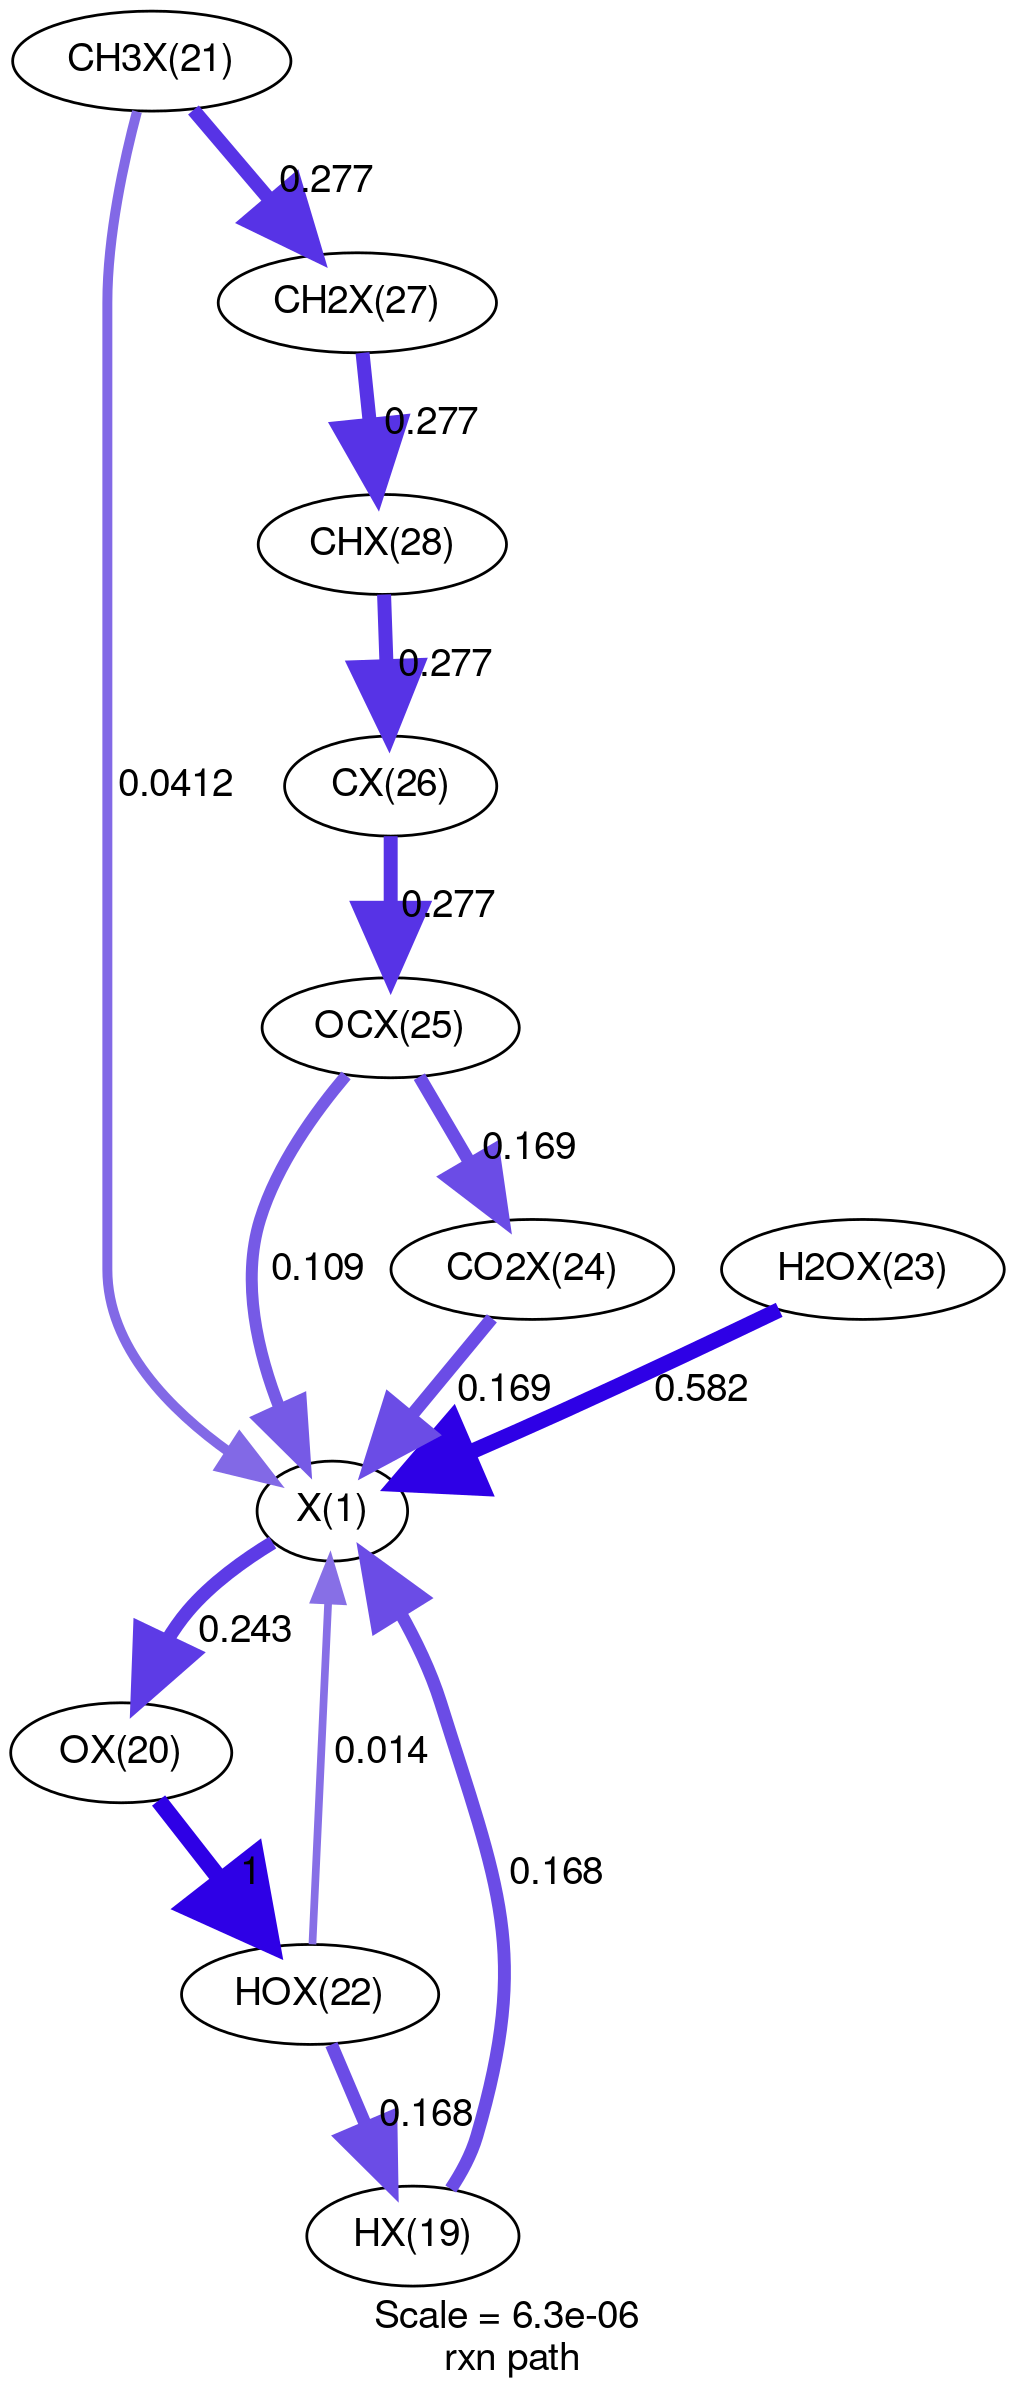 CH3X(21)
0.277
CH2X(27)
0.277
CHX(28)
0.277
CX(26)
0.0412
0.277
OCX(25)
0.169
0.109
CO2X(24)
H2OX(23)
0.169
0.582
X(1)
0.243
OX(20)
0.014
1
0.168
HOX(22)
0.168
HX(19)
Scale = 6.3e-06
rxn path